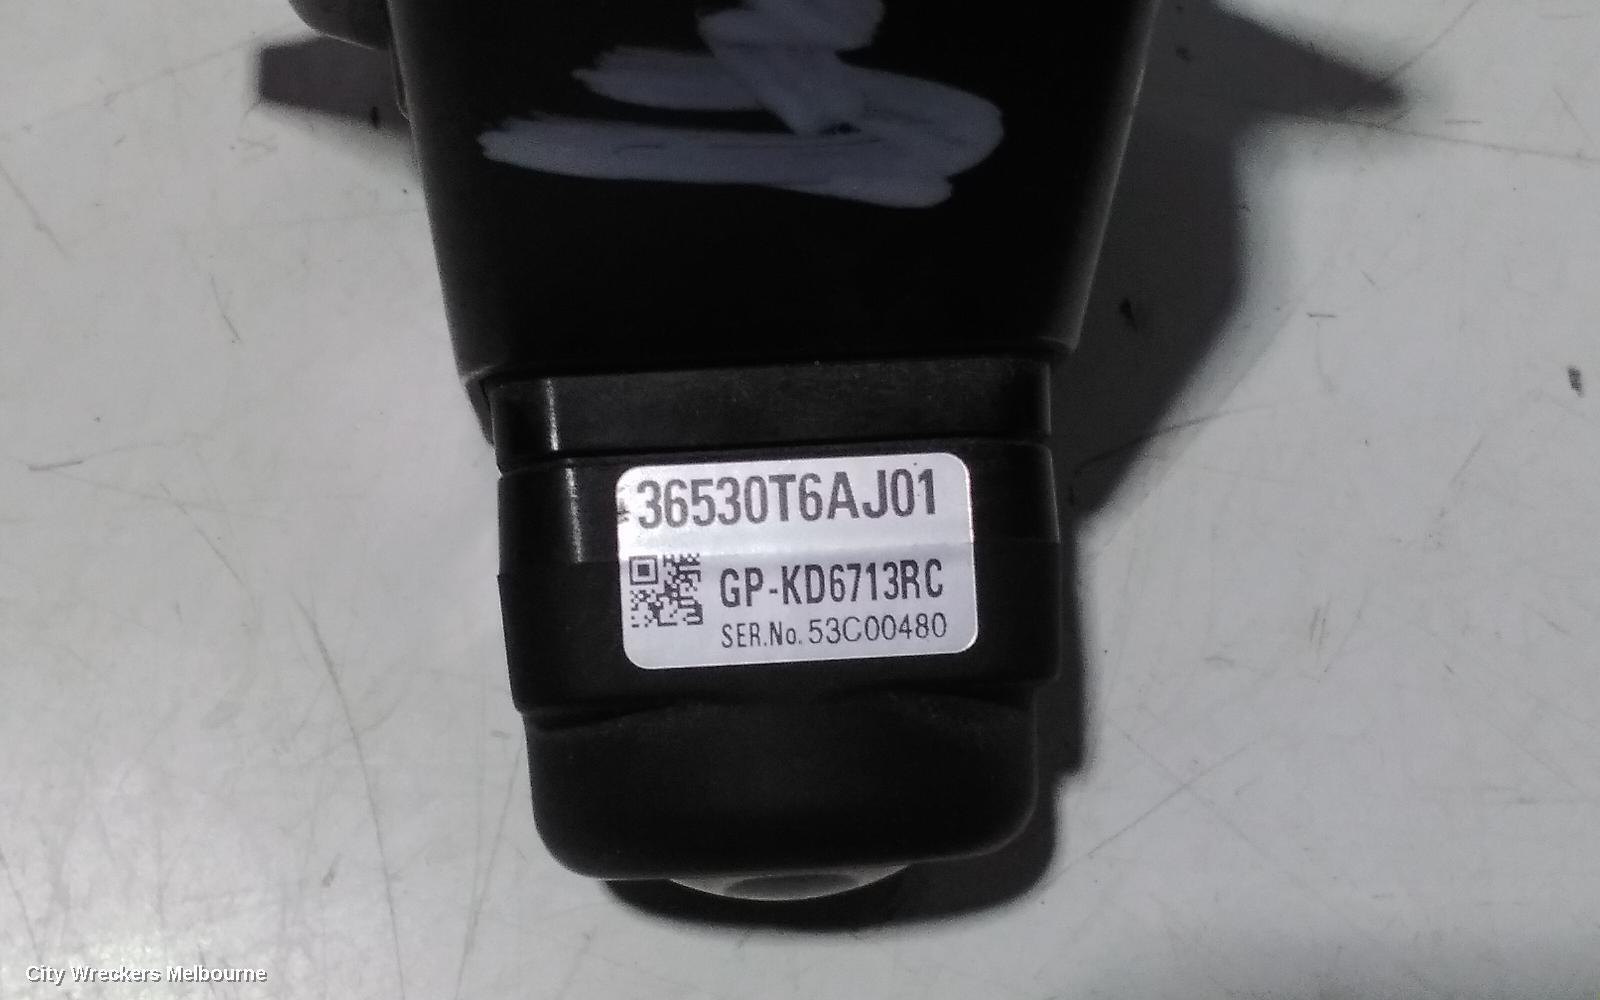 36530T6AJ01
GP-KD6713RC
SER.No. 53C00480
City Wreckers Melbourne